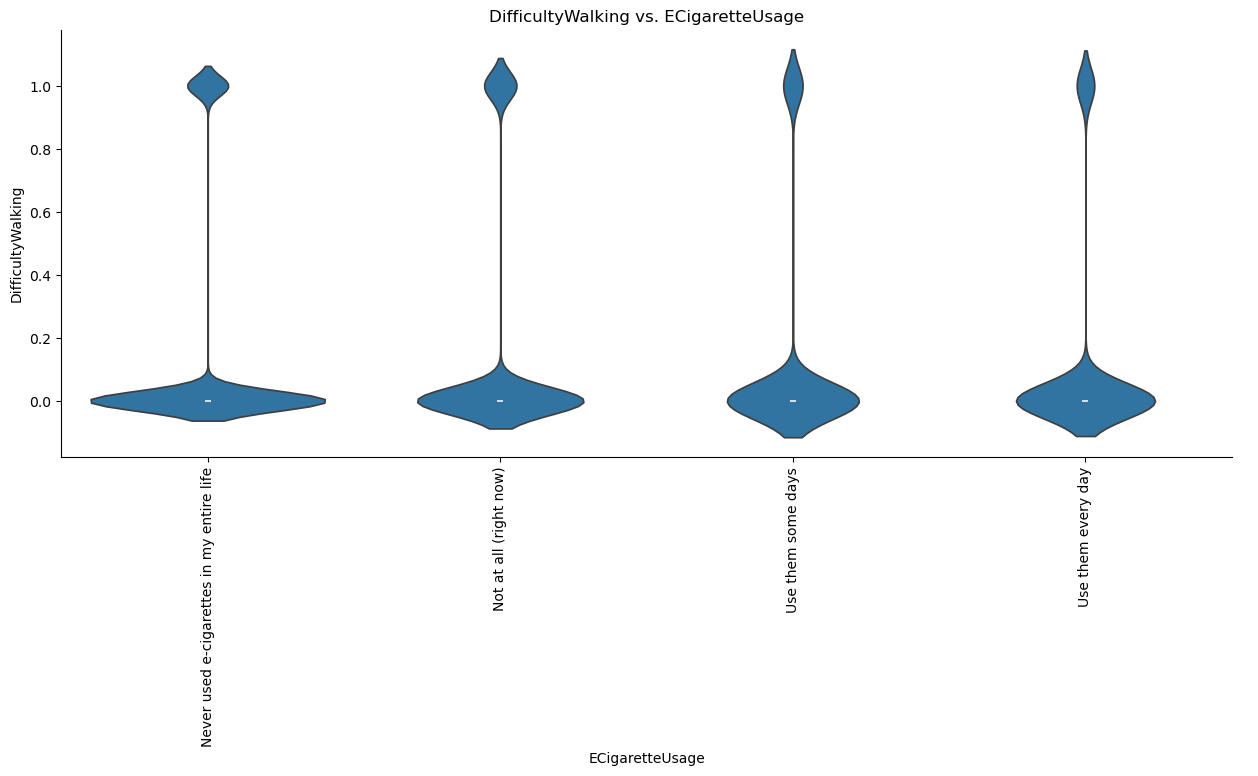 DifficultyWalking vs. ECigaretteUsage
DifficultyWalking
1.0
0.8
0.6
0.4
0.2
0.0
Never used e-cigarettes in my entire life
Not at all (right now)
Use them some days
Use them every day
ECigaretteUsage